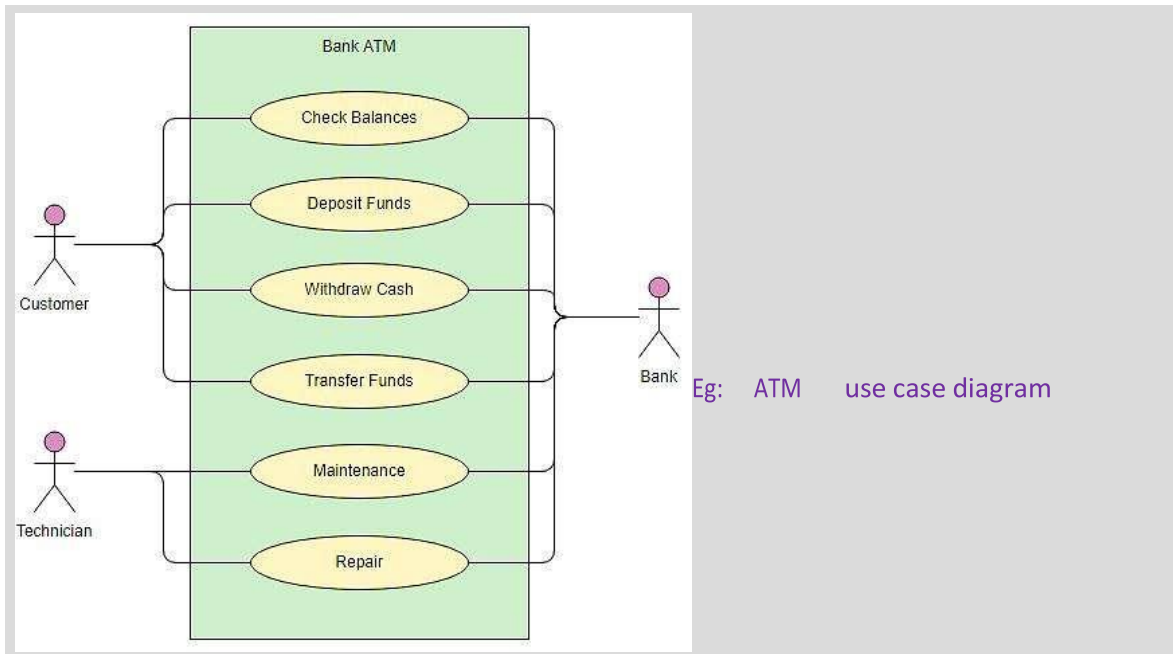 Bank ATM
Check Balances
Deposit Funds
Withdraw Cash
Customer
Transfer Funds
Bank
Eg: ATM use case diagram
Maintenance
Technician
Repair